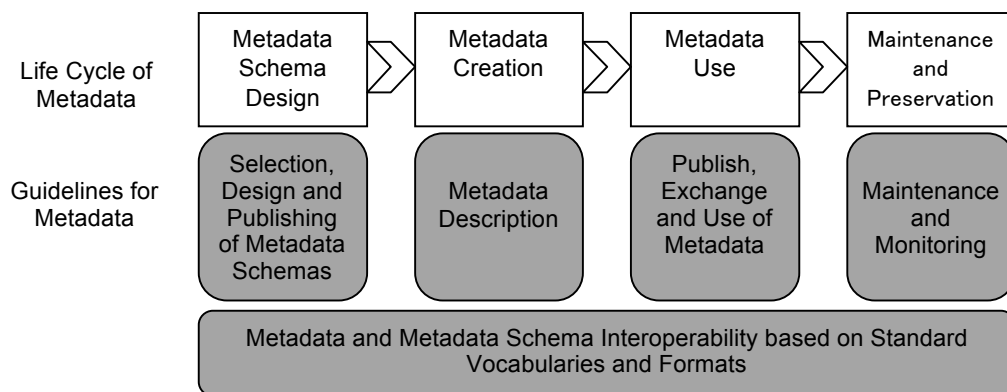 Life Cycle of
Metadata
Metadata
Schema
Design
Metadata
Creation
Metadata
Use
Maintenance
and
Preservation
Guidelines for
Metadata
Selection,
Design and
Publishing
of Metadata
Schemas
Metadata
Description
Publish,
Exchange
and Use of
Metadata
Maintenance
and
Monitoring
Metadata and Metadata Schema Interoperability based on Standard
Vocabularies and Formats